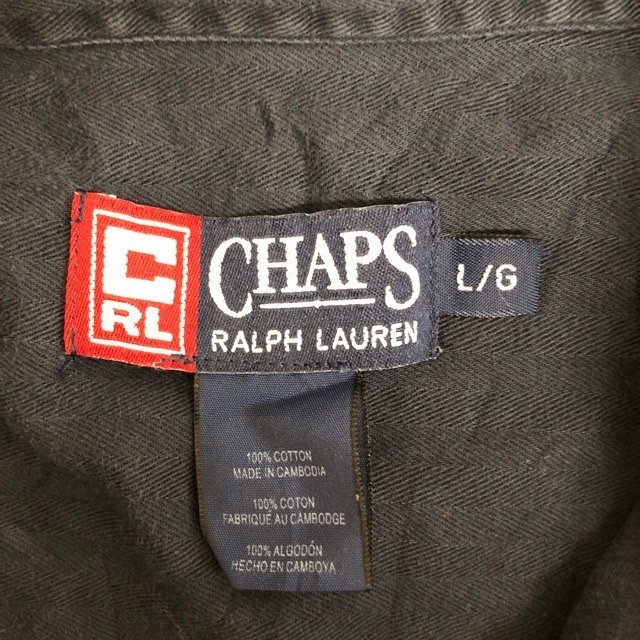 C
RL
CHAPS
RALPH LAUREN
L/G
100% COTTON
MADE IN CAMBODIA
100% COTON
FABRIQUÉ AU CAMBODGE
100% ALGODÓN
HECHO EN CAMBOYA